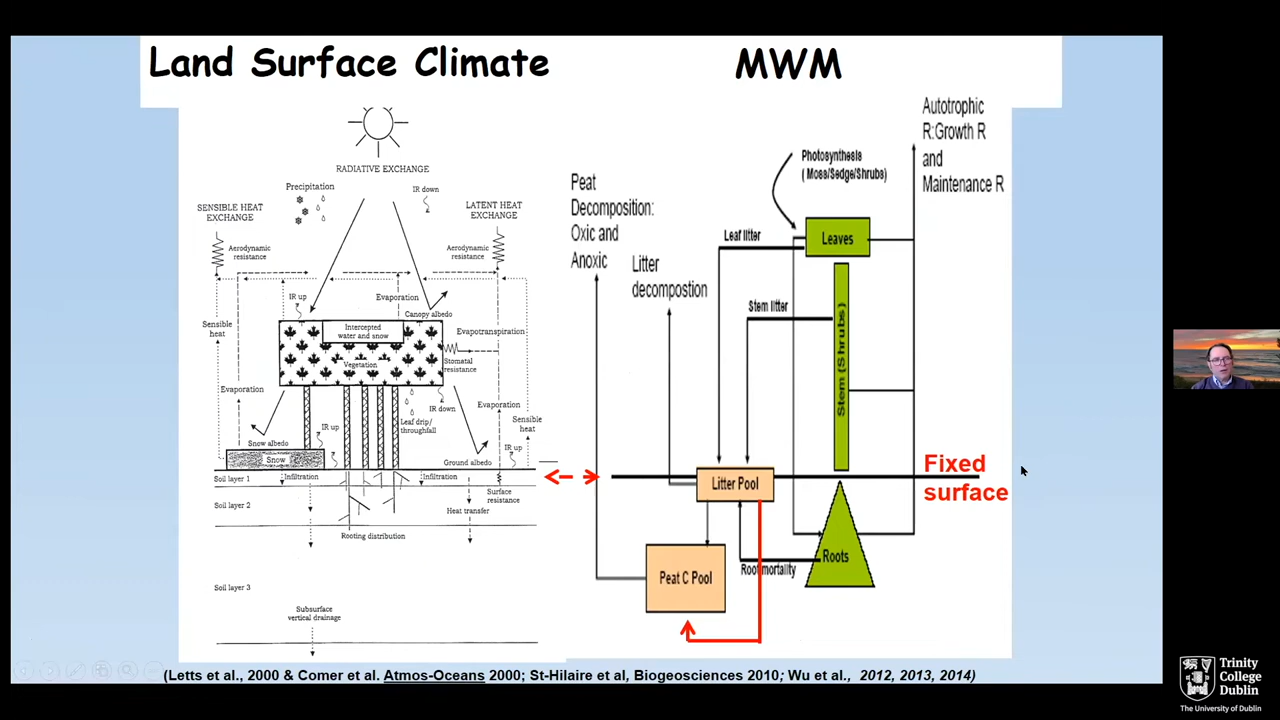 Land Surface Climate
MWM
RADIATIVE EXCHANGE
Precipitation
IR down
SENSIBLE HEAT
EXCHANGE
LATENT HEAT
EXCHANGE
Aerodynamic
resistance
Aerodynamic
resistance
IR up
Evaporation
Canopy albedo
Sensible
heat
Intercepted
water and snow
Evapotranspiration
Vegetation
Stomatal
resistance
Evaporation
IR down
Evaporation
Leaf drip/
throughfall
Sensible
heat
IR up
Snow albedo
Snow
Ground albedo
IR up
Soil layer 1
Infiltration
Infiltration
Surface
resistance
Soil layer 2
Heat transfer
Rooting distribution
Soil layer 3
Subsurface
vertical drainage
Autotrophic
R:Growth R
and
Maintenance R
Photosynthesis
( Moss/Sedge/Shrubs)
Peat
Decomposition:
Oxic and
Anoxic
Litter
decompostion
Leaf litter
Leaves
Stem litter
Stem (Shrubs)
Fixed
surface
Litter Pool
Roots
Root mortality
Peat C Pool
(Letts et al., 2000 & Comer et al. Atmos-Oceans 2000; St-Hilaire et al, Biogeosciences 2010; Wu et al., 2012, 2013, 2014)
Trinity
College
Dublin
The University of Dublin